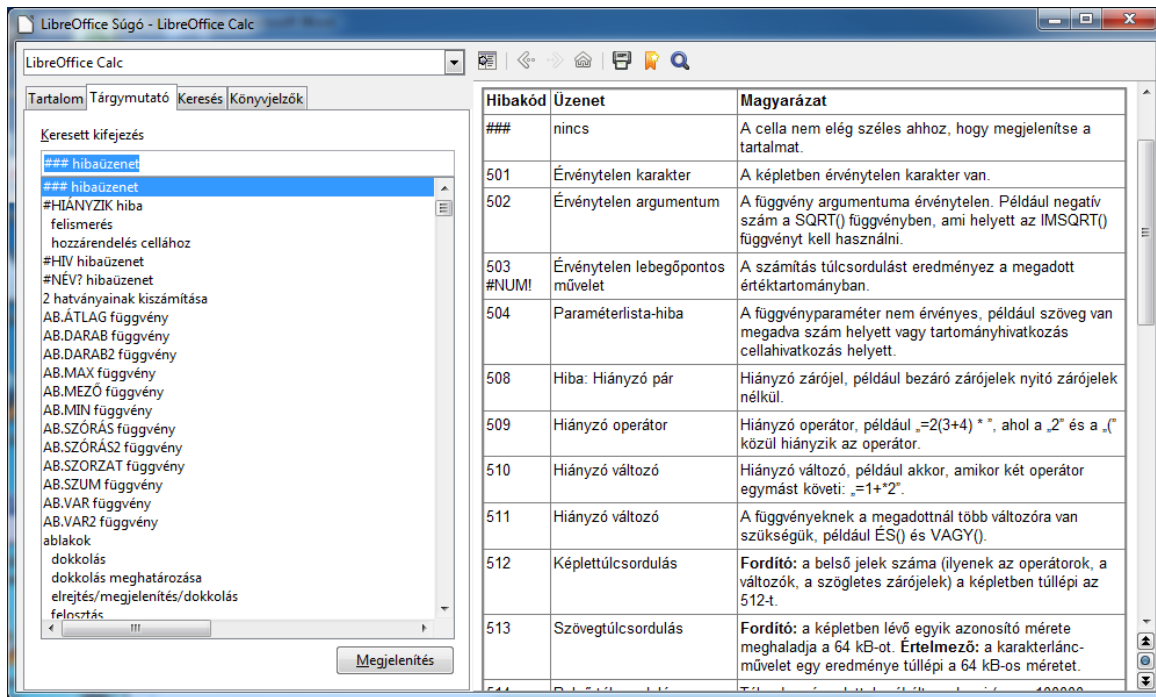 LibreOffice Súgó - LibreOffice Calc
LibreOffice Calc
Tartalom Tárgymutató Keresés Könyvjelzők
Keresett kifejezés
### hibaüzenet
### hibaüzenet
#HIÁNYZIK hiba
felismerés
hozzárendelés cellához
#HIV hibaüzenet
#NÉV? hibaüzenet
2 hatványainak kiszámítása
AB.ÁTLAG függvény
AB.DARAB függvény
AB.DARAB2 függvény
AB.MAX függvény
AB.MEZŐ függvény
AB.MIN függvény
AB.SZÓRÁS függvény
AB.SZÓRÁS2 függvény
AB.SZORZAT függvény
AB.SZUM függvény
AB.VAR függvény
AB.VAR2 függvény
ablakok
dokkolás
dokkolás meghatározása
elrejtés/megjelenítés/dokkolás
felosztás
Megjelenítés
Hibakód Üzenet Magyarázat
### nincs A cella nem elég széles ahhoz, hogy megjelenítse a
tartalmat.
501 Érvénytelen karakter A képletben érvénytelen karakter van.
502 Érvénytelen argumentum A függvény argumentuma érvénytelen. Például negatív
szám a SQRT() függvényben, ami helyett az IMSQRT()
függvényt kell használni.
503 Érvénytelen lebegőpontos A számítás túlcsordulást eredményez a megadott
#NUM! művelet értéktartományban.
504 Paraméterlista-hiba A függvényparaméter nem érvényes, például szöveg van
megadva szám helyett vagy tartományhivatkozás
cellahivatkozás helyett.
508 Hiba: Hiányzó pár Hiányzó zárójel, például bezáró zárójelek nyitó zárójelek
nélkül.
509 Hiányzó operátor Hiányzó operátor, például „=2(3+4) * ”, ahol a „2” és a „(”
közül hiányzik az operátor.
510 Hiányzó változó Hiányzó változó, például akkor, amikor két operátor
egymást követi: „=1+*2”.
511 Hiányzó változó A függvényeknek a megadottnál több változóra van
szükségük, például ÉS() és VAGY().
512 Képlettúlcsordulás Fordító: a belső jelek száma (ilyenek az operátorok, a
változók, a szögletes zárójelek) a képletben túllépi az
512-t.
513 Szövegtúlcsordulás Fordító: a képletben lévő egyik azonosító mérete
meghaladja a 64 kB-ot. Értelmező: a karakterlánc-
művelet egy eredménye túllépi a 64 kB-os méretet.